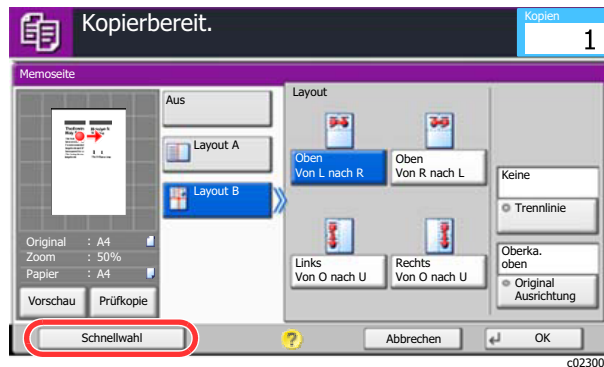 Kopierbereit.
Kopien
1
Memoseite
Aus
Layout A
Layout B
Layout
Oben
Von L nach R
Oben
Von R nach L
Links
Von O nach U
Rechts
Von O nach U
Keine
Trennlinie
Oberka.
oben
Original
Ausrichtung
Original : A4
Zoom : 50%
Papier : A4
Vorschau
Prüfkopie
Schnellwahl
?
Abbrechen
OK
c02300